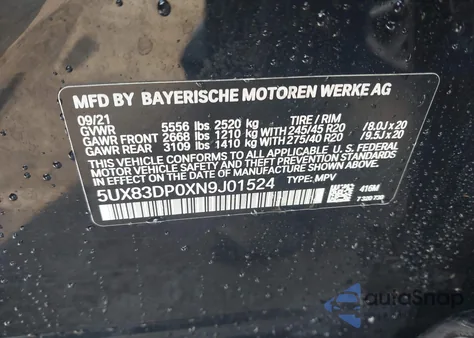 MFD BY BAYERISCHE MOTOREN WERKE AG
09/21
GVWR 5556 lbs 2520 kg TIRE / RIM
GAWR FRONT 2668 lbs 1210 kg WITH 245/45 R20 /8.0J x 20
GAWR REAR 3109 lbs 1410 kg WITH 275/40 R20 /9.5J x 20
THIS VEHICLE CONFORMS TO ALL APPLICABLE U.S. FEDERAL
MOTOR VEHICLE SAFETY AND THEFT PREVENTION STANDARDS
IN EFFECT ON THE DATE OF MANUFACTURE SHOWN ABOVE.
5UX83DP0XN9J01524 TYPE: MPV
416M
7 330 730
autoSnap